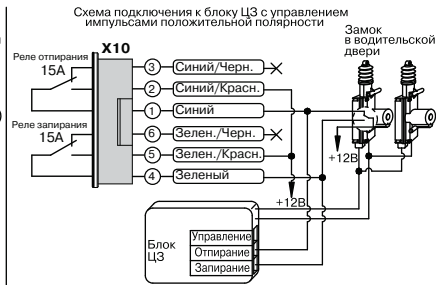 Схема подключения к блоку ЦЗ с управлением
импульсами положительной полярности
Замок
в водительской
двери
X10
Реле отпирания
15А
3 Синий/Черн.
2 Синий/Красн.
1 Синий
Реле запирания
15А
6 Зелен./Черн.
5 Зелен./Красн.
4 Зеленый
+12В
+12В
Блок
ЦЗ
Управление
Отпирание
Запирание